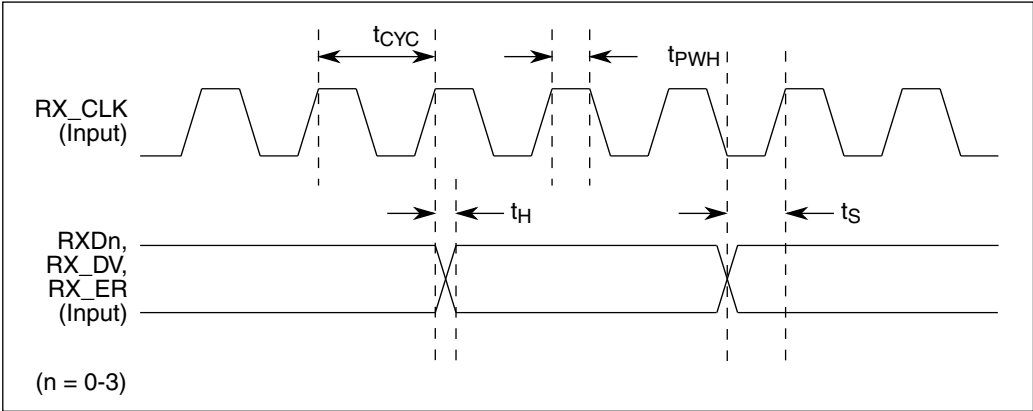 tCYC
tPWH
RX_CLK
(Input)
tH
tS
RXDn,
RX_DV,
RX_ER
(Input)
(n = 0-3)